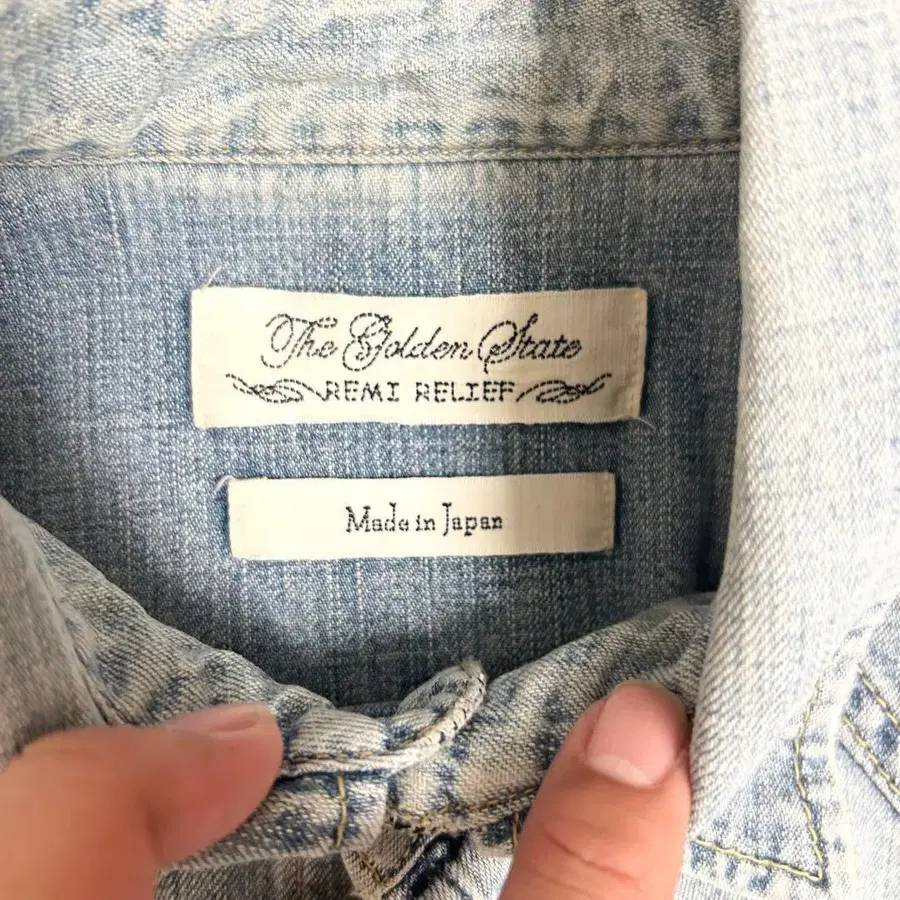 The Golden State
REMI RELIEF
Made in Japan